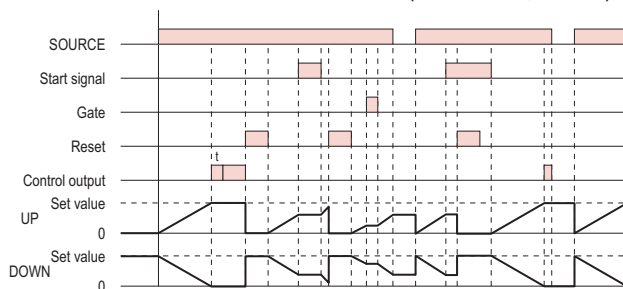 SOURCE
Start signal
Gate
Reset
t
Control output
Set value
UP
0
Set value
DOWN
0